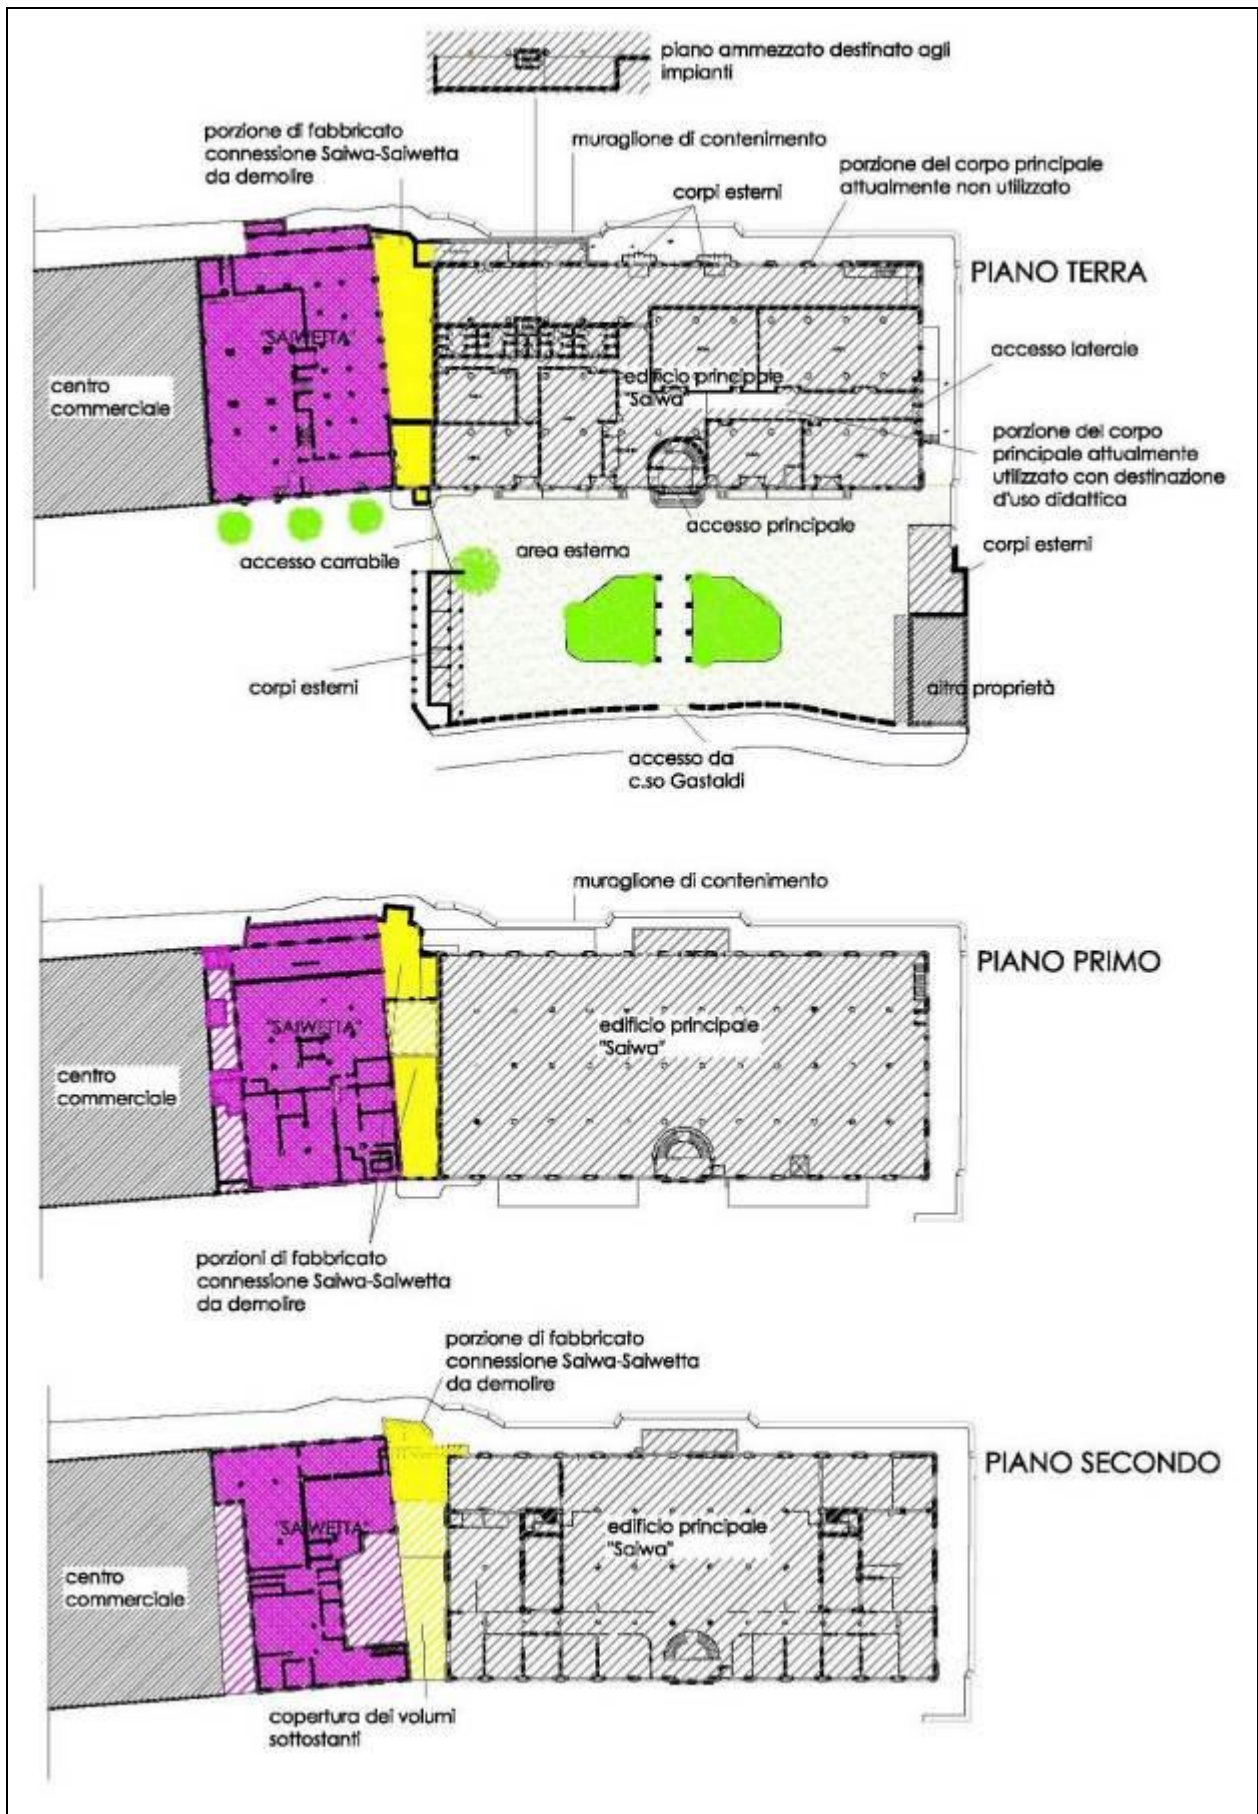 piano ammezzato destinato agli
impianti
porzione di fabbricato
connessione Saiwa-Saiwetta
da demolire
muraglione di contenimento
porzione del corpo principale
attualmente non utilizzato
corpi esterni
PIANO TERRA
"SAIWETTA"
accesso laterale
centro
commerciale
edificio principale
"Saiwa"
porzione del corpo
principale attualmente
utilizzato con destinazione
d'uso didattica
accesso principale
accesso carrabile
area esterna
corpi esterni
corpi esterni
altra proprietà
accesso da
c.so Gastaldi
muraglione di contenimento
PIANO PRIMO
"SAIWETTA"
edificio principale
"Saiwa"
centro
commerciale
porzioni di fabbricato
connessione Saiwa-Saiwetta
da demolire
porzione di fabbricato
connessione Saiwa-Saiwetta
da demolire
PIANO SECONDO
"SAIWETTA"
edificio principale
"Saiwa"
centro
commerciale
copertura dei volumi
sottostanti